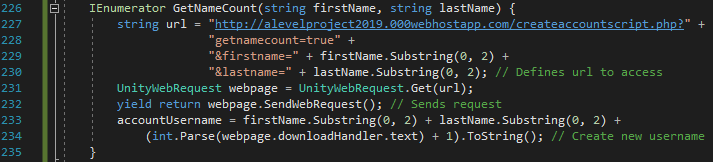 226 IEnumerator GetNameCount(string firstName, string lastName) {
227 string url = "http://alevelproject2019.000webhostapp.com/createaccountscript.php?" +
228 "getnamecount=true" +
229 "&firstname=" + firstName.Substring(0, 2) +
230 "&lastname=" + lastName.Substring(0, 2); // Defines url to access
231 UnityWebRequest webpage = UnityWebRequest.Get(url);
232 yield return webpage.SendWebRequest(); // Sends request
233 accountUsername = firstName.Substring(0, 2) + lastName.Substring(0, 2) +
234 (int.Parse(webpage.downloadHandler.text) + 1).ToString(); // Create new username
235 }